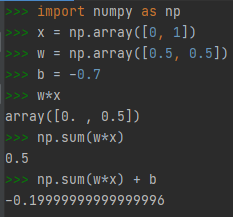 >>> import numpy as np
>>> x = np.array([0, 1])
>>> w = np.array([0.5, 0.5])
>>> b = -0.7
>>> w*x
array([0. , 0.5])
>>> np.sum(w*x)
0.5
>>> np.sum(w*x) + b
-0.19999999999999996